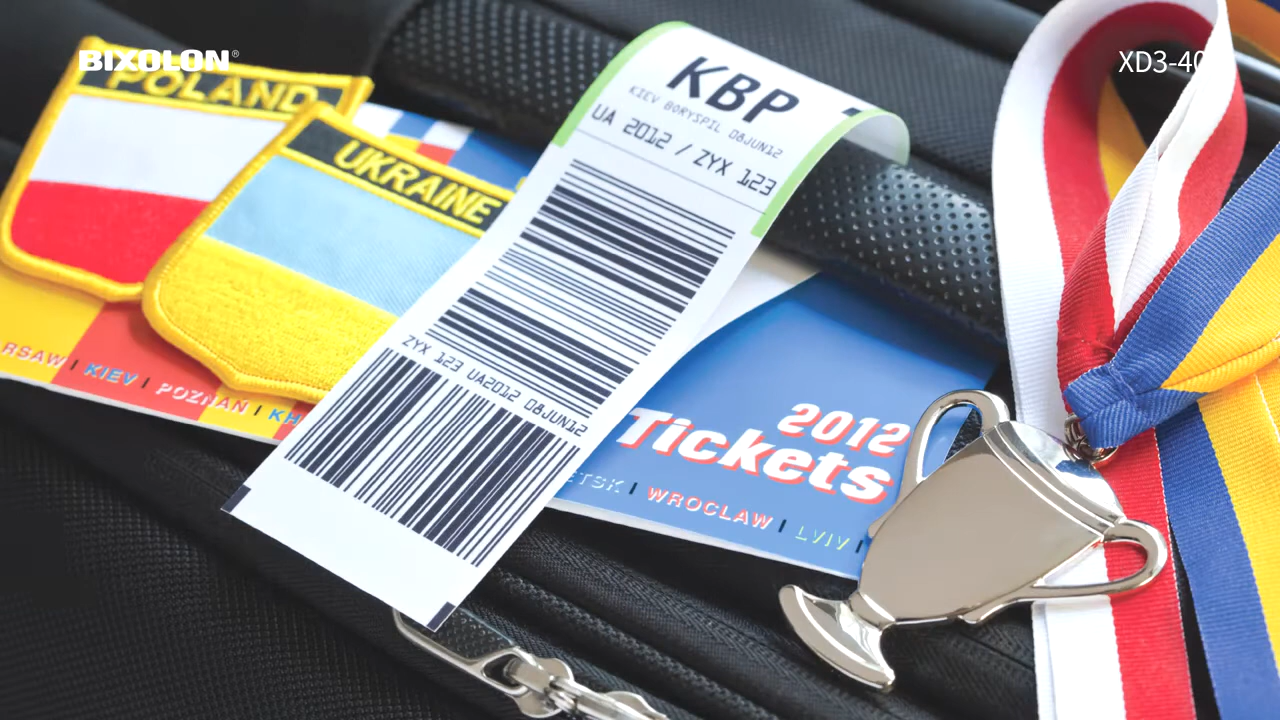 BIXOLON®
XD3-40
POLAND
UKRAINE
KBP
KIEV BORYSPIL 08JUN12
UA 2012 / ZYX 123
ZYX 123 UA2012 08JUN12
RSAW | KIEV | POZNAŃ | KH
2012
Tickets
ETSK | WROCLAW | LVIV |